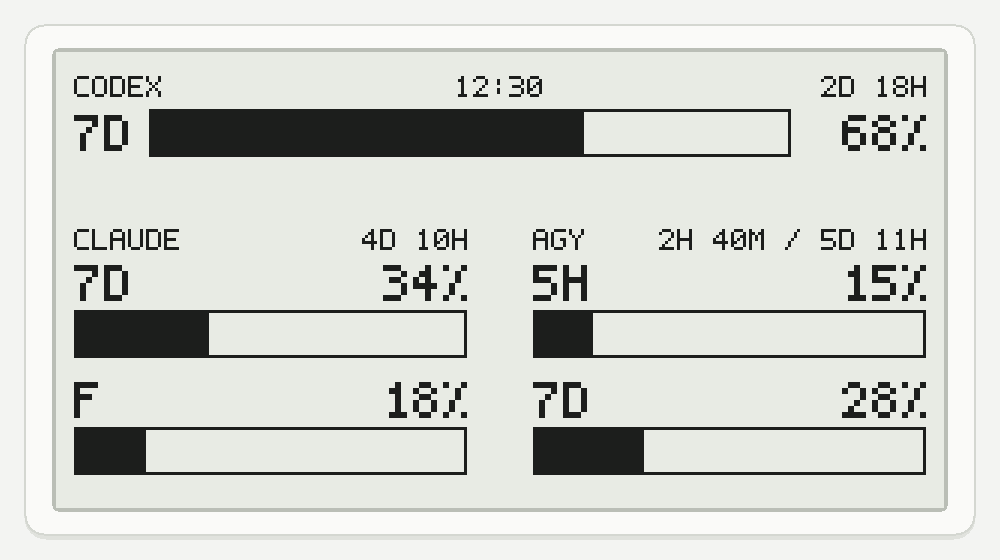 CODEX 12:30 2D 18H
7D 68%
CLAUDE 4D 10H
7D 34%
F 18%
AGY 2H 40M / 5D 11H
5H 15%
7D 28%